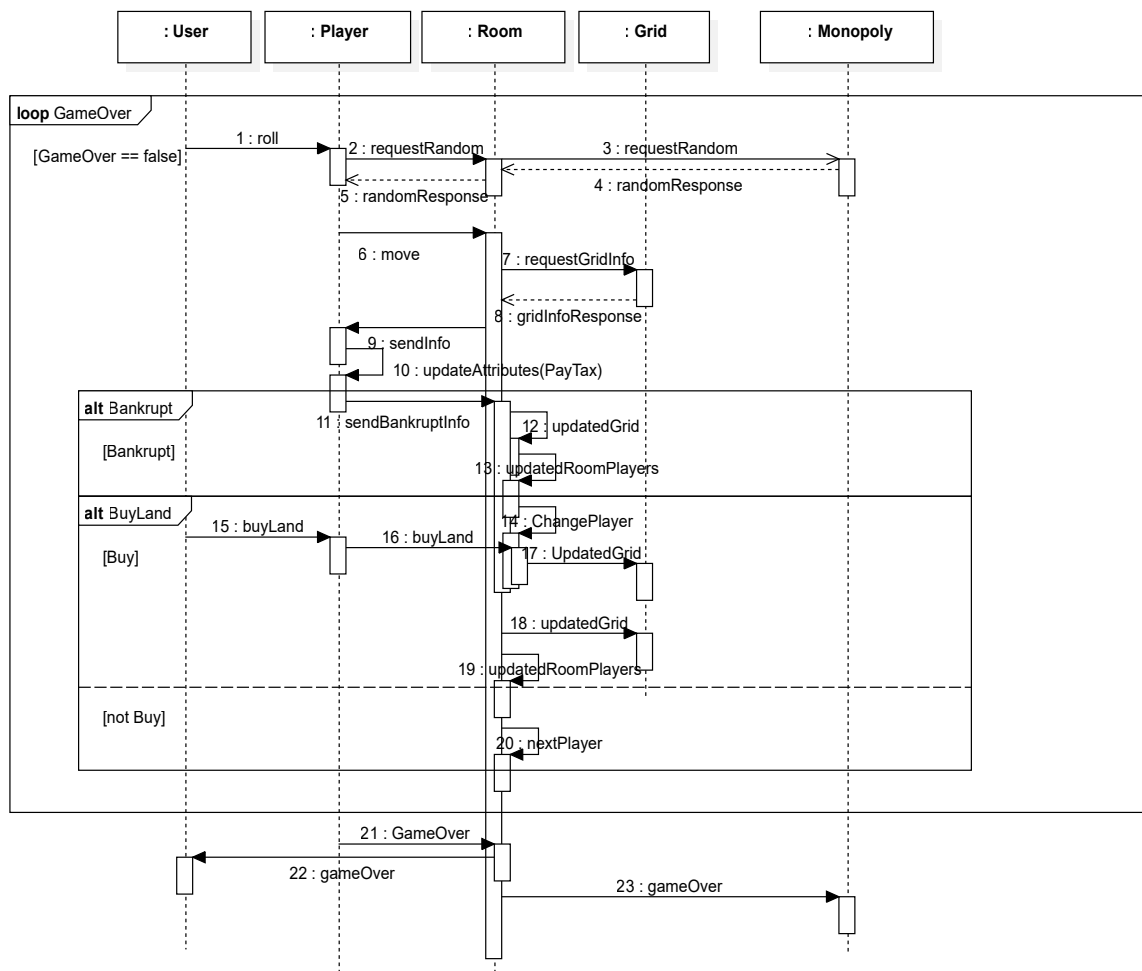 : User
: Player
: Room
: Grid
: Monopoly
loop GameOver
[GameOver == false]
1 : roll
2 : requestRandom
3 : requestRandom
4 : randomResponse
5 : randomResponse
6 : move
7 : requestGridInfo
8 : gridInfoResponse
9 : sendInfo
10 : updateAttributes(PayTax)
alt Bankrupt
11 : sendBankruptInfo
12 : updatedGrid
[Bankrupt]
13 : updatedRoomPlayers
alt BuyLand
14 : ChangePlayer
15 : buyLand
16 : buyLand
[Buy]
17 : UpdatedGrid
18 : updatedGrid
19 : updatedRoomPlayers
[not Buy]
20 : nextPlayer
21 : GameOver
22 : gameOver
23 : gameOver